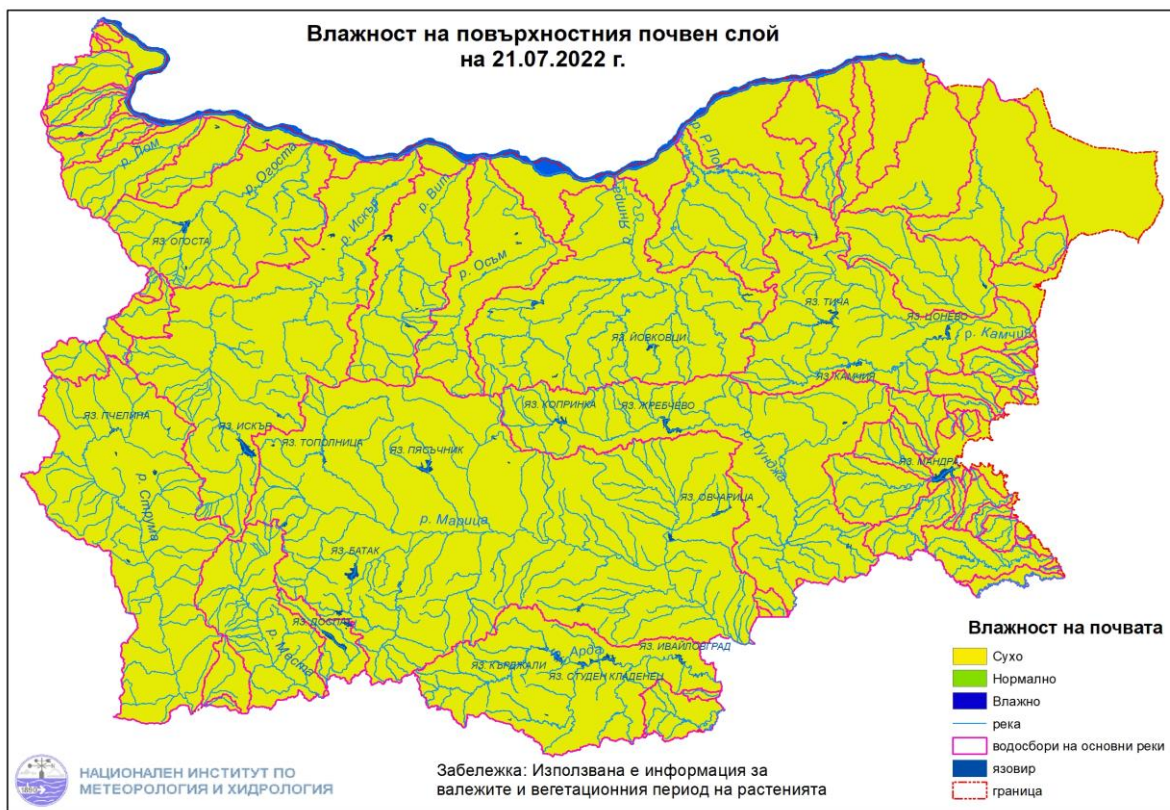 Влажност на повърхностния почвен слой
на 21.07.2022 г.
р. Лом
р. Огоста
р. Искър
р. Вит
р. Осъм
р. Янтра
р. Р. Лом
ЯЗ. ОГОСТА
ЯЗ. ТИЧА
ЯЗ. ЦОНЕВО
р. Камчия
ЯЗ. ЙОВКОВЦИ
ЯЗ. КАМЧИЯ
ЯЗ. ПЧЕЛИНА
ЯЗ. ИСКЪР
ЯЗ. ТОПОЛНИЦА
ЯЗ. ПЯСЪЧНИК
ЯЗ. КОПРИНКА
ЯЗ. ЖРЕБЧЕВО
р. Тунджа
ЯЗ. МАНДРА
р. Струма
р. Марица
ЯЗ. ОВЧАРИЦА
ЯЗ. БАТАК
ЯЗ. ДОСПАТ
р. Места
р. Арда
ЯЗ. КЪРДЖАЛИ
ЯЗ. СТУДЕН КЛАДЕНЕЦ
ЯЗ. ИВАЙЛОВГРАД
Влажност на почвата
Сухо
Нормално
Влажно
река
водосбори на основни реки
язовир
граница
НАЦИОНАЛЕН ИНСТИТУТ ПО
МЕТЕОРОЛОГИЯ И ХИДРОЛОГИЯ
Забележка: Използвана е информация за
валежите и вегетационния период на растенията